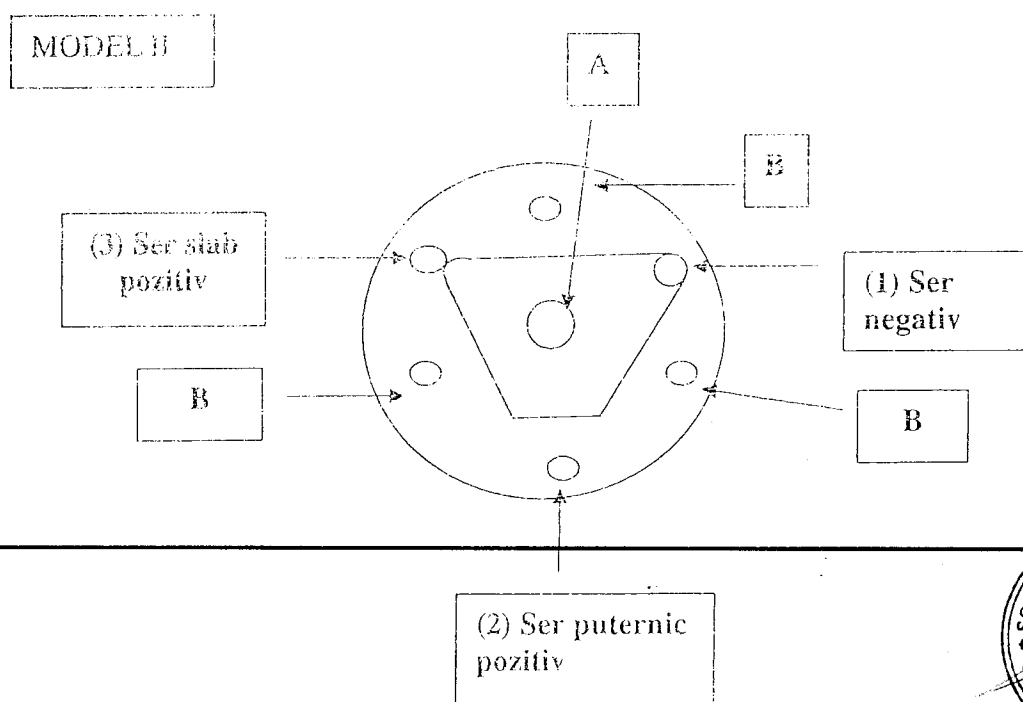 MODEL II
A
B
(3) Ser slab
pozitiv
(1) Ser
negativ
B
B
(2) Ser puternic
pozitiv